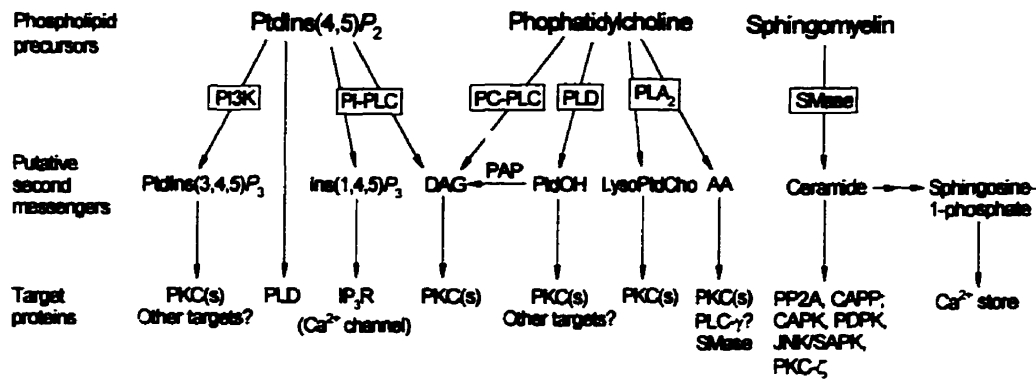 Phospholipid precursors
PtdIns(4,5)P₂
Phophatidylcholine
Sphingomyelin
PI3K
PI-PLC
PC-PLC
PLD
PLA₂
SMase
Putative second messengers
PtdIns(3,4,5)P₃
ins(1,4,5)P₃
DAG
PAP
PtdOH
LysoPtdCho
AA
Ceramide
Sphingosine-
1-phosphate
Target proteins
PKC(s)
Other targets?
PLD
IP₃R
(Ca²⁺ channel)
PKC(s)
PKC(s)
Other targets?
PKC(s)
PKC(s)
PLC-γ?
SMase
PP2A, CAPP;
CAPK, PDPK,
JNK/SAPK,
PKC-ζ
Ca²⁺ store